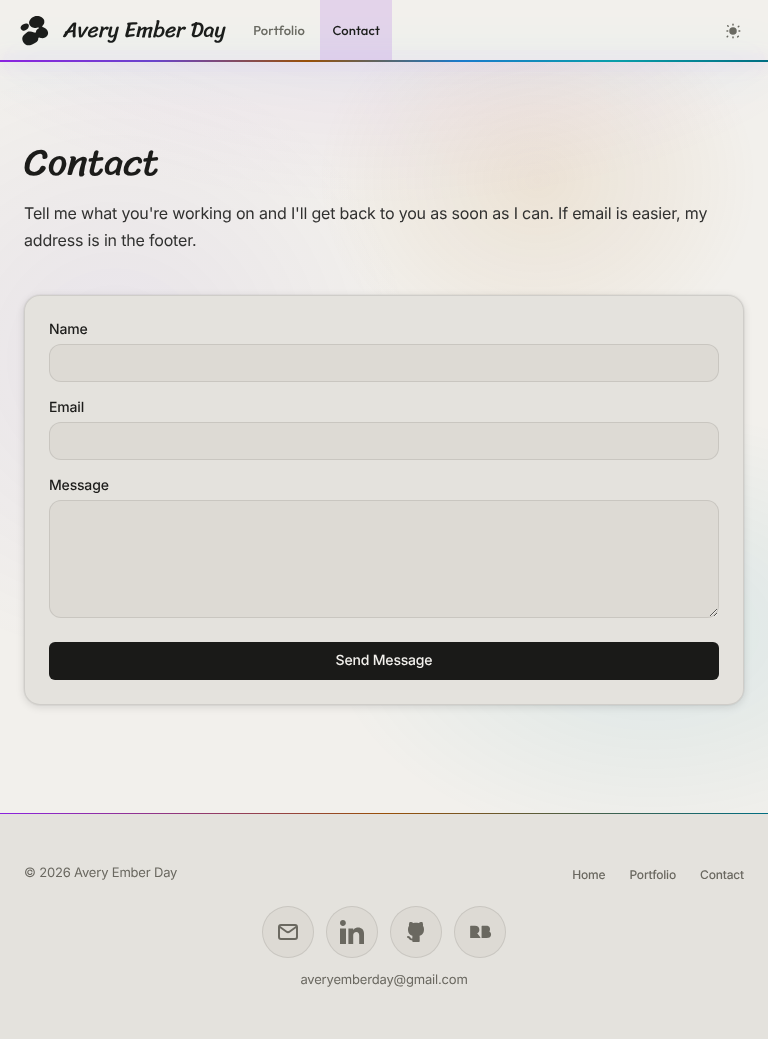 Avery Ember Day Portfolio Contact
Contact
Tell me what you're working on and I'll get back to you as soon as I can. If email is easier, my
address is in the footer.
Name
Email
Message
Send Message
© 2026 Avery Ember Day
Home Portfolio Contact
in RB
averyemberday@gmail.com